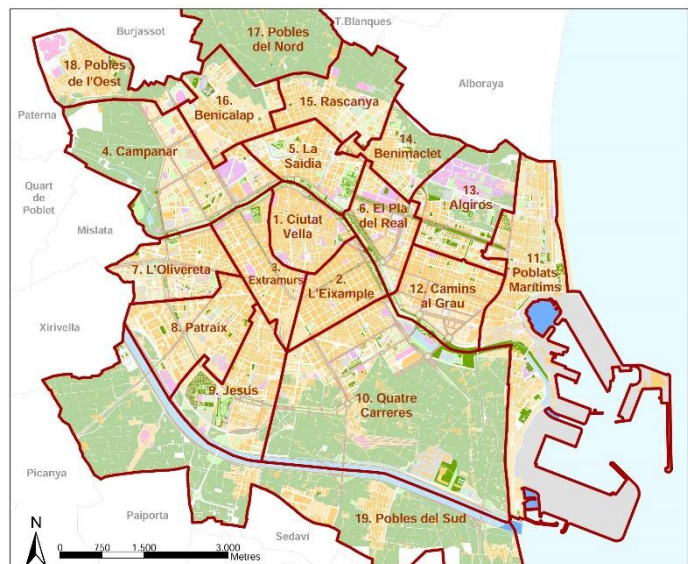 T.Blanques
Burjassot
17. Pobles
del Nord
18. Pobles
de l'Oest
Alboraya
16.
Benicalap
15. Rascanya
Paterna
4. Campanar
5. La
Saidia
14.
Benimaclet
13.
Algirós
Quart
de
Poblet
Mislata
1. Ciutat
Vella
6. El Pla
del Real
11.
Poblats
Marítims
7. L'Olivereta
3.
Extramurs
2.
L'Eixample
12. Camins
al Grau
Xirivella
8. Patraix
9. Jesús
10. Quatre
Carreres
Picanya
Paiporta
Sedaví
19. Pobles del Sud
N
0 750 1.500 3.000
Metres